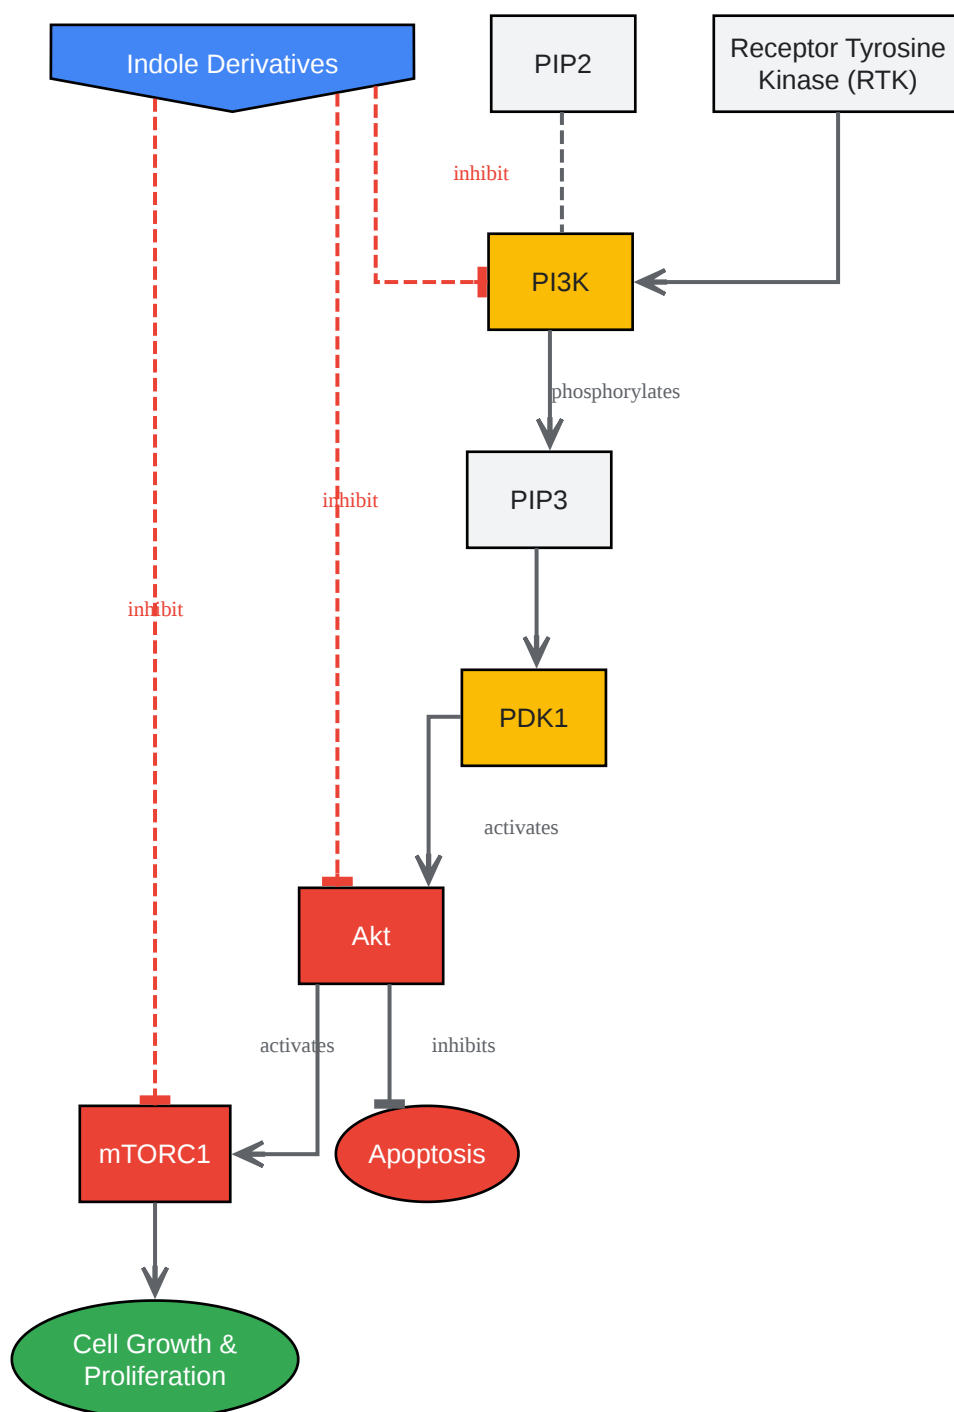 Indole Derivatives
PIP2
Receptor Tyrosine
Kinase (RTK)
inhibit
PI3K
phosphorylates
inhibit
PIP3
inhibit
PDK1
activates
Akt
activates
inhibits
mTORC1
Apoptosis
Cell Growth &
Proliferation